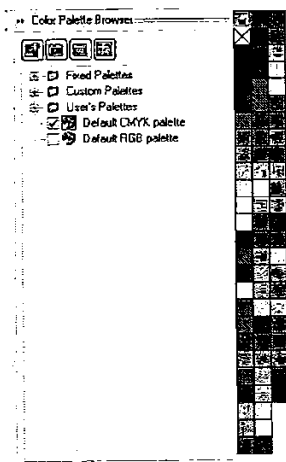 Color Palette Browser
Fixed Palettes
Custom Palettes
User's Palettes
Default CMYK palette
Default RGB palette